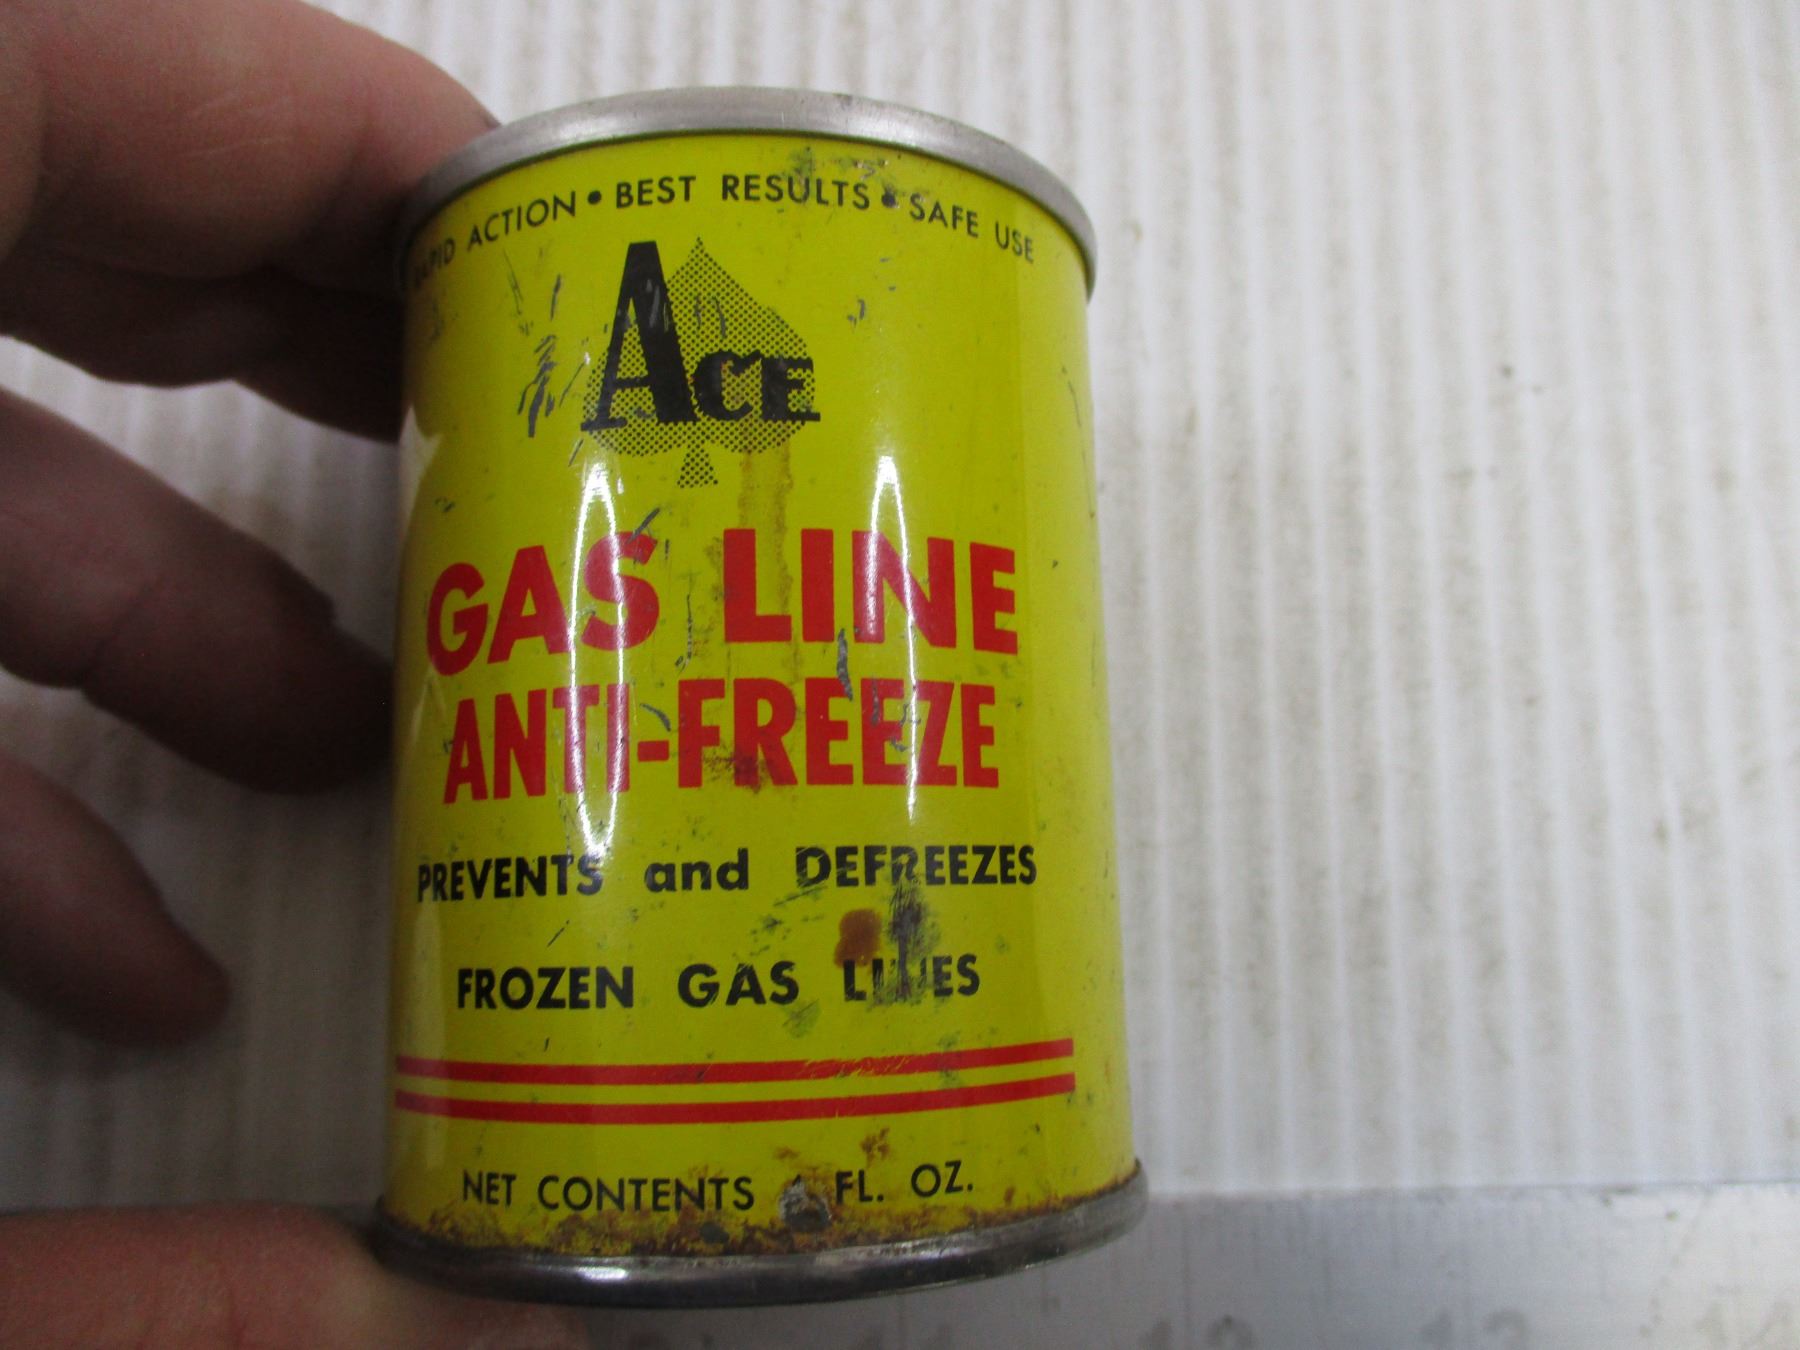 RAPID ACTION • BEST RESULTS • SAFE USE
ACE
GAS LINE
ANTI-FREEZE
PREVENTS and DEFREEZES
FROZEN GAS LINES
NET CONTENTS FL. OZ.